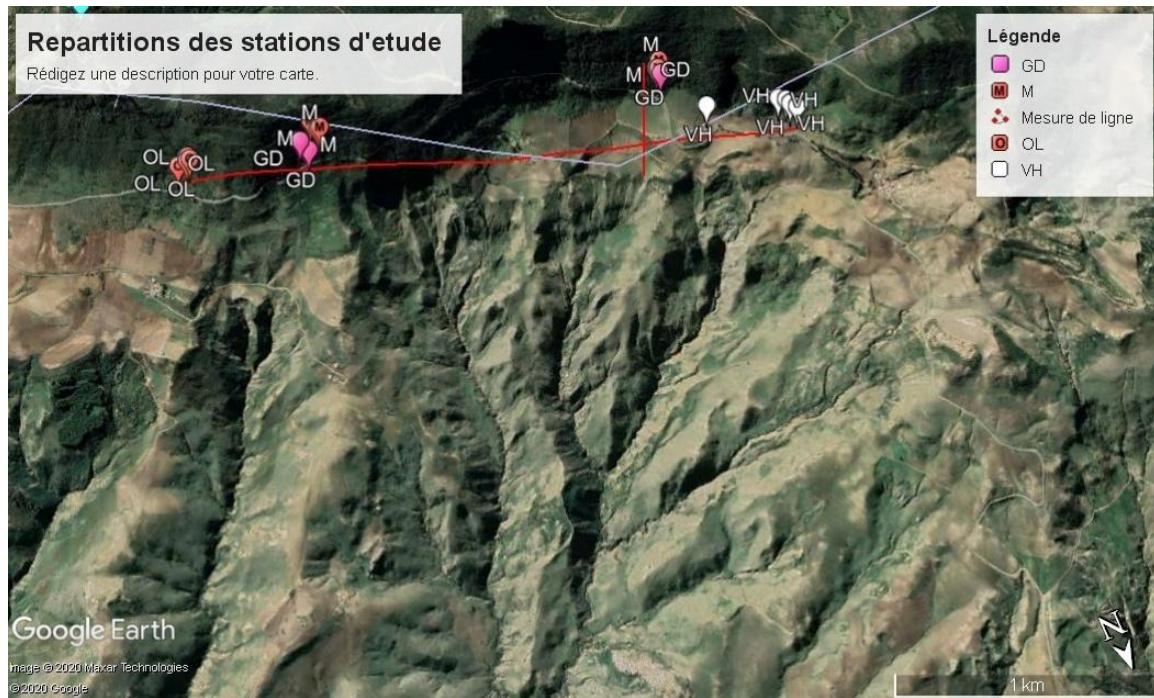 Repartitions des stations d'etude
Rédigez une description pour votre carte.
Légende
GD
M
M
Mesure de ligne
O
OL
VH
M
M
GD
GD
VH
VH
VH
VH
VH
M
M
M
M
GD
GD
OL
OL
OL
OL
Google Earth
Image © 2020 Maxar Technologies
© 2020 Google
N
1 km